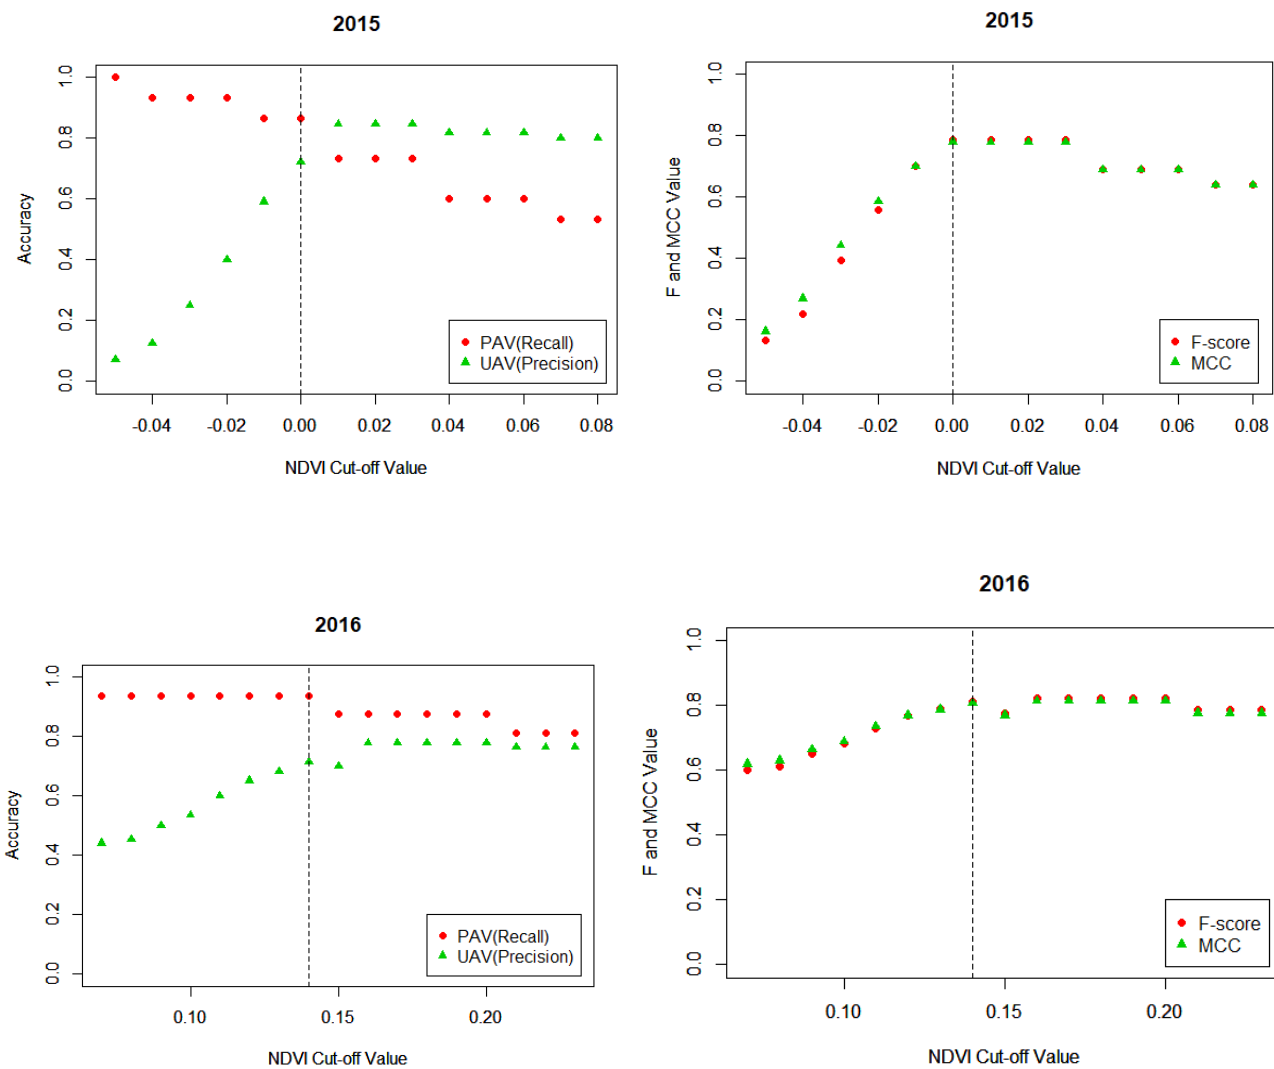 2015
Accuracy
1.0
0.8
0.6
0.4
0.2
0.0
PAV(Recall)
UAV(Precision)
-0.04 -0.02 0.00 0.02 0.04 0.06 0.08
NDVI Cut-off Value
2015
F and MCC Value
1.0
0.8
0.6
0.4
0.2
0.0
F-score
MCC
-0.04 -0.02 0.00 0.02 0.04 0.06 0.08
NDVI Cut-off Value
2016
Accuracy
1.0
0.8
0.6
0.4
0.2
0.0
PAV(Recall)
UAV(Precision)
0.10 0.15 0.20
NDVI Cut-off Value
2016
F and MCC Value
1.0
0.8
0.6
0.4
0.2
0.0
F-score
MCC
0.10 0.15 0.20
NDVI Cut-off Value